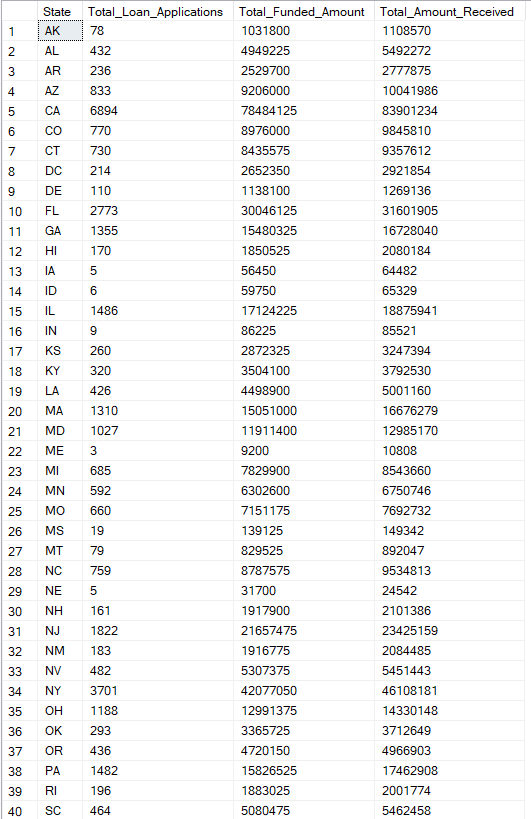 State Total_Loan_Applications Total_Funded_Amount Total_Amount_Received
1 AK 78 1031800 1108570
2 AL 432 4949225 5492272
3 AR 236 2529700 2777875
4 AZ 833 9206000 10041986
5 CA 6894 78484125 83901234
6 CO 770 8976000 9845810
7 CT 730 8435575 9357612
8 DC 214 2652350 2921854
9 DE 110 1138100 1269136
10 FL 2773 30046125 31601905
11 GA 1355 15480325 16728040
12 HI 170 1850525 2080184
13 IA 5 56450 64482
14 ID 6 59750 65329
15 IL 1486 17124225 18875941
16 IN 9 86225 85521
17 KS 260 2872325 3247394
18 KY 320 3504100 3792530
19 LA 426 4498900 5001160
20 MA 1310 15051000 16676279
21 MD 1027 11911400 12985170
22 ME 3 9200 10808
23 MI 685 7829900 8543660
24 MN 592 6302600 6750746
25 MO 660 7151175 7692732
26 MS 19 139125 149342
27 MT 79 829525 892047
28 NC 759 8787575 9534813
29 NE 5 31700 24542
30 NH 161 1917900 2101386
31 NJ 1822 21657475 23425159
32 NM 183 1916775 2084485
33 NV 482 5307375 5451443
34 NY 3701 42077050 46108181
35 OH 1188 12991375 14330148
36 OK 293 3365725 3712649
37 OR 436 4720150 4966903
38 PA 1482 15826525 17462908
39 RI 196 1883025 2001774
40 SC 464 5080475 5462458